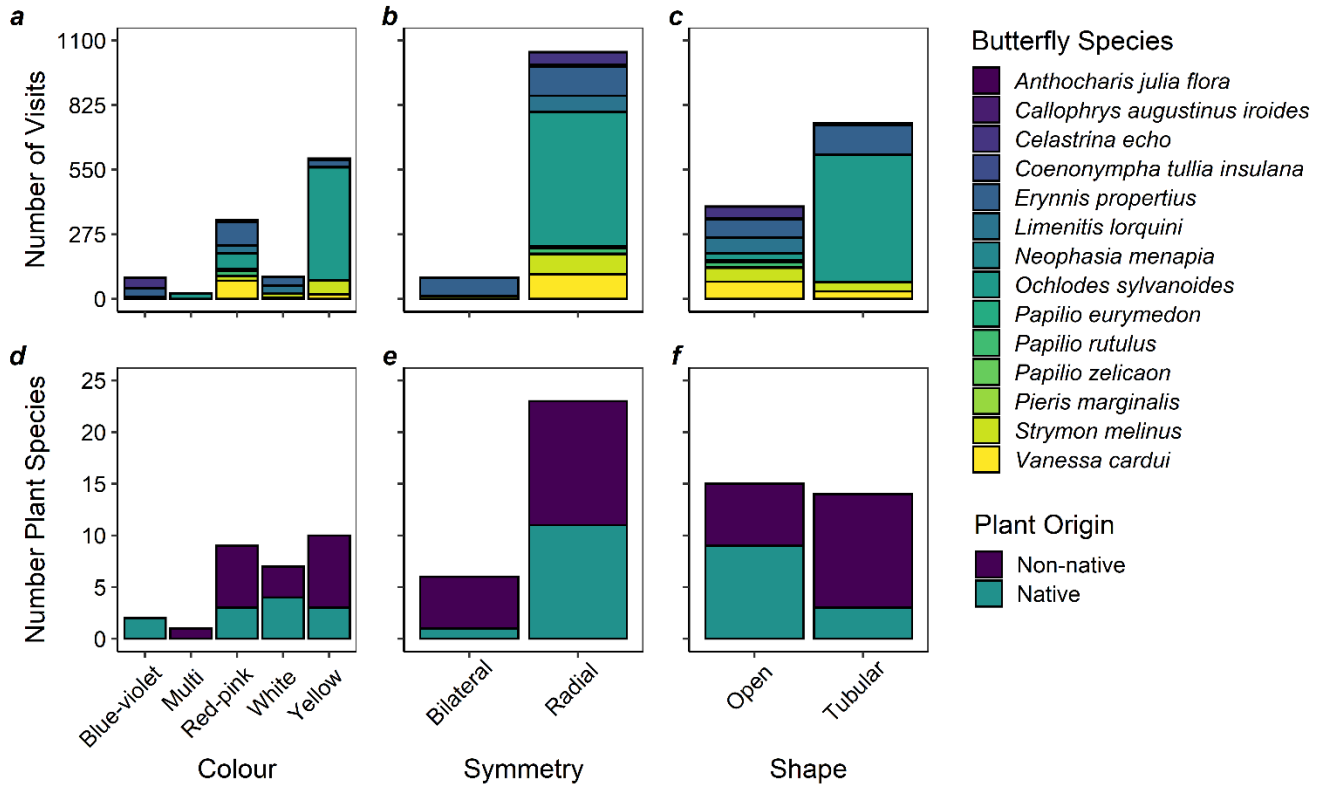 a
b
c
Number of Visits
1100
825
550
275
0
d
e
f
Number Plant Species
25
20
15
10
5
0
Blue-violet
Multi
Red-pink
White
Yellow
Colour
Bilateral
Radial
Symmetry
Open
Tubular
Shape
Butterfly Species
Anthocharis julia flora
Callophrys augustinus iroides
Celastrina echo
Coenonympha tullia insulana
Erynnis propertius
Limenitis lorquini
Neophasia menapia
Ochlodes sylvanoides
Papilio eurymedon
Papilio rutulus
Papilio zelicaon
Pieris marginalis
Strymon melinus
Vanessa cardui
Plant Origin
Non-native
Native